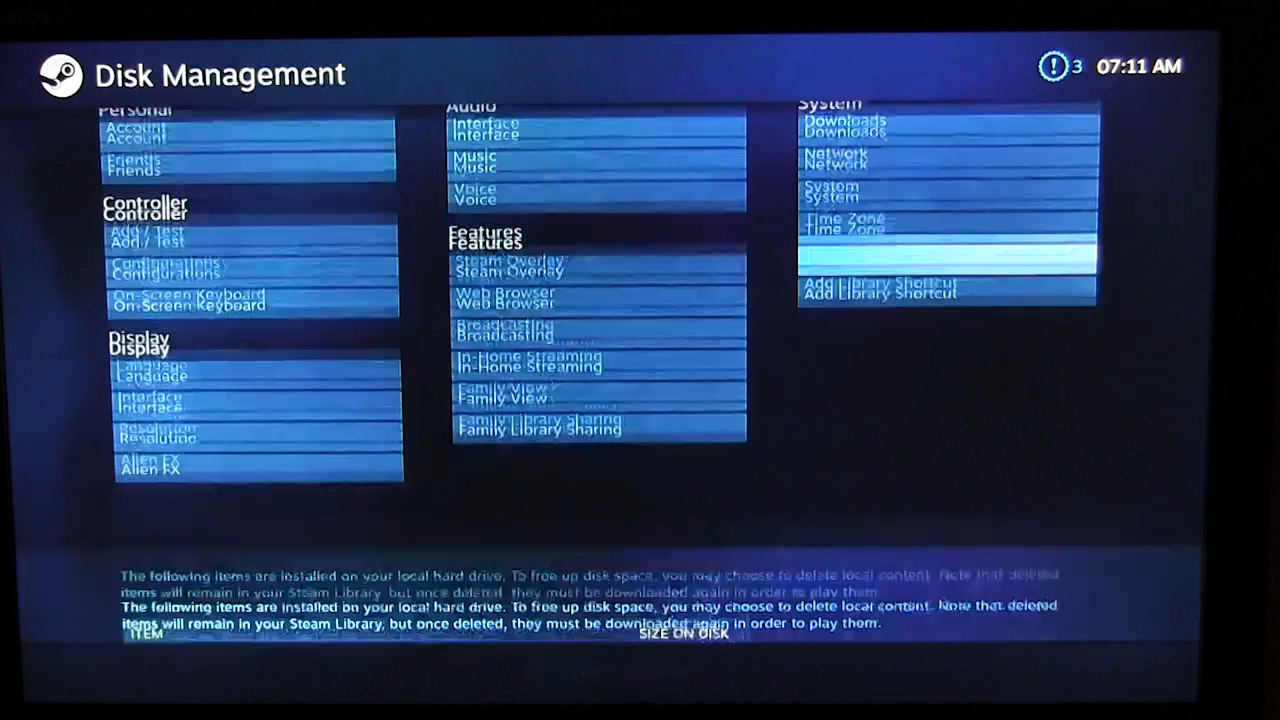 Disk Management
3 07:11 AM
Personal
Account
Friends
Controller
Add / Test
Configurations
On-Screen Keyboard
Display
Language
Interface
Resolution
Alien FX
Audio
Interface
Music
Voice
Features
Steam Overlay
Web Browser
Broadcasting
In-Home Streaming
Family View
Family Library Sharing
System
Downloads
Network
System
Time Zone
Add Library Shortcut
The following items are installed on your local hard drive. To free up disk space, you may choose to delete local content. Note that deleted
items will remain in your Steam Library, but once deleted, they must be downloaded again in order to play them.
ITEM SIZE ON DISK